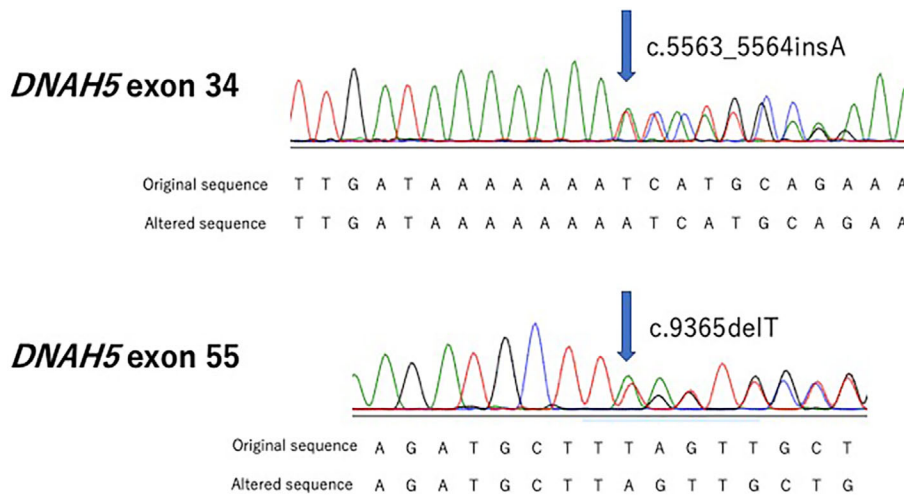 c.5563_5564insA
DNAH5 exon 34
Original sequence T T G A T A A A A A A A T C A T G C A G A A A
Altered sequence T T G A T A A A A A A A A T C A T G C A G A A
c.9365delT
DNAH5 exon 55
Original sequence A G A T G C T T T A G T T G C T
Altered sequence A G A T G C T T A G T T G C T G